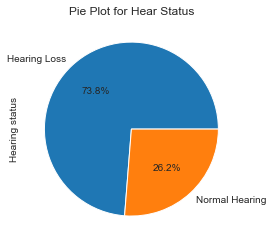 Pie Plot for Hear Status
Hearing Loss
73.8%
Hearing status
26.2%
Normal Hearing